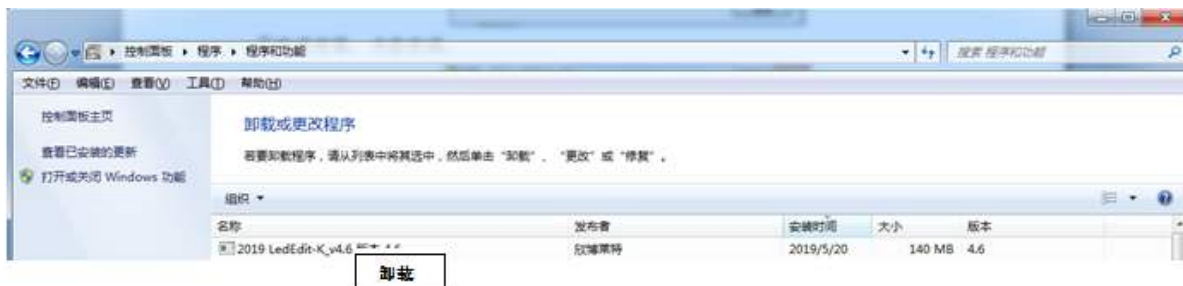 控制面板 ▸ 程序 ▸ 程序和功能
搜索 程序和功能
文件(F) 编辑(E) 查看(V) 工具(T) 帮助(H)
控制面板主页
卸载或更改程序
查看已安装的更新
若要卸载程序，请从列表中将其选中，然后单击“卸载”、“更改”或“修复”。
打开或关闭 Windows 功能
组织
名称 发布者 安装时间 大小 版本
2019 LedEdit-K_v4.6 版本 4.6 欣博莱特 2019/5/20 140 MB 4.6
卸载